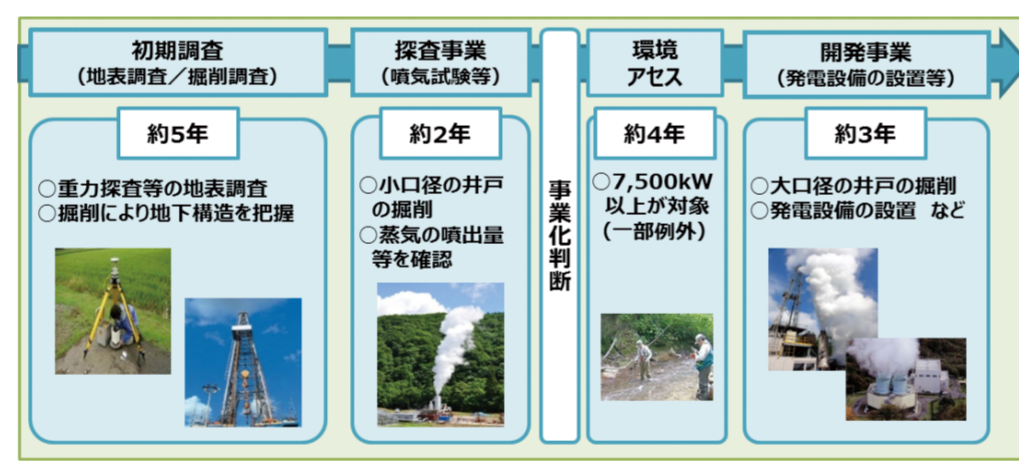 初期調査
（地表調査／掘削調査）
約5年
○重力探査等の地表調査
○掘削により地下構造を把握
探査事業
（噴気試験等）
約2年
○小口径の井戸
の掘削
○蒸気の噴出量
等を確認
事業化判断
環境
アセス
約4年
○7,500kW
以上が対象
（一部例外）
開発事業
（発電設備の設置等）
約3年
○大口径の井戸の掘削
○発電設備の設置 など